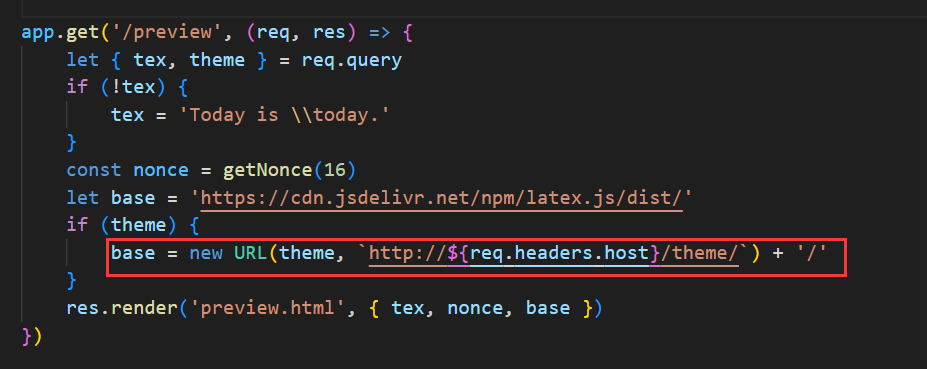 app.get('/preview', (req, res) => {
    let { tex, theme } = req.query
    if (!tex) {
        tex = 'Today is \\today.'
    }
    const nonce = getNonce(16)
    let base = 'https://cdn.jsdelivr.net/npm/latex.js/dist/'
    if (theme) {
        base = new URL(theme, `http://${req.headers.host}/theme/`) + '/'
    }
    res.render('preview.html', { tex, nonce, base })
})